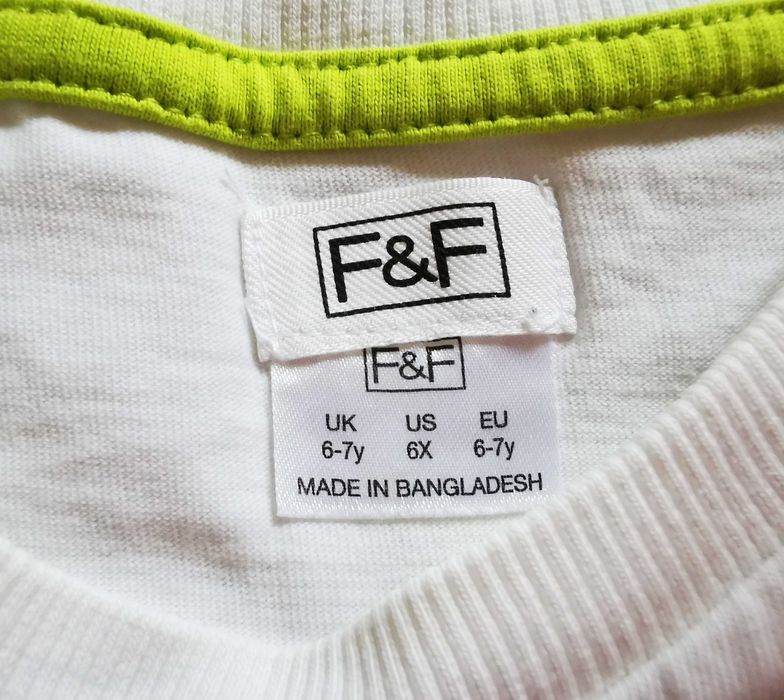 F&F
F&F
UK US EU
6-7y 6X 6-7y
MADE IN BANGLADESH